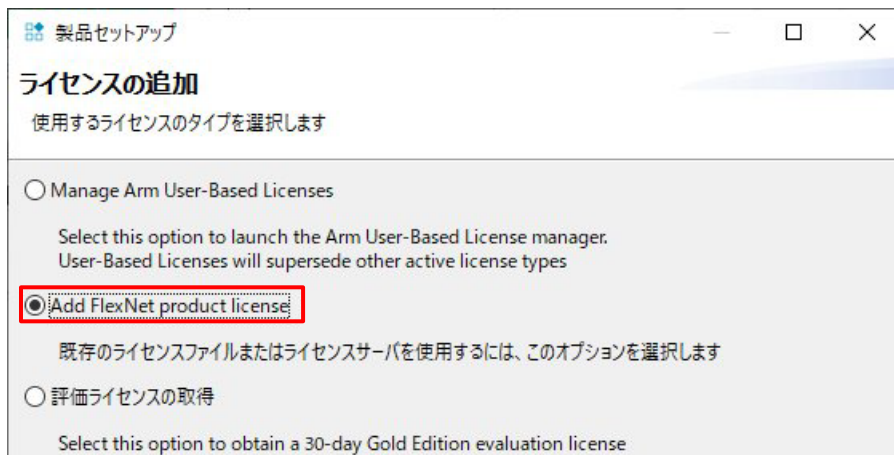 製品セットアップ
ライセンスの追加
使用するライセンスのタイプを選択します
Manage Arm User-Based Licenses
Select this option to launch the Arm User-Based License manager.
User-Based Licenses will supersede other active license types
Add FlexNet product license
既存のライセンスファイルまたはライセンスサーバを使用するには、このオプションを選択します
評価ライセンスの取得
Select this option to obtain a 30-day Gold Edition evaluation license